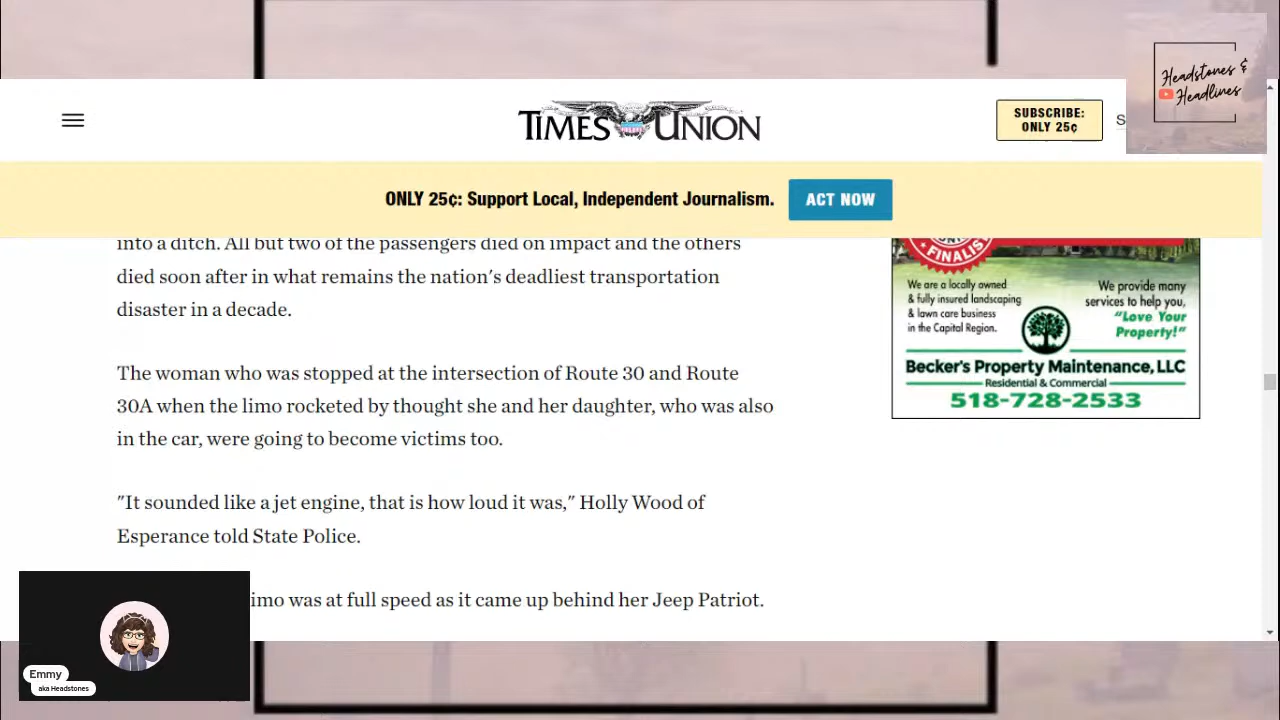 Headstones &
Headlines
TIMES UNION
SUBSCRIBE:
ONLY 25¢
S
ONLY 25¢: Support Local, Independent Journalism.
ACT NOW
into a ditch. All but two of the passengers died on impact and the others
died soon after in what remains the nation's deadliest transportation
disaster in a decade.
The woman who was stopped at the intersection of Route 30 and Route
30A when the limo rocketed by thought she and her daughter, who was also
in the car, were going to become victims too.
"It sounded like a jet engine, that is how loud it was," Holly Wood of
Esperance told State Police.
imo was at full speed as it came up behind her Jeep Patriot.
FINALIST
We are a locally owned
& fully insured landscaping
& lawn care business
in the Capital Region.
We provide many
services to help you,
"Love Your
Property!"
Becker's Property Maintenance, LLC
Residential & Commercial
518-728-2533
Emmy
aka Headstones